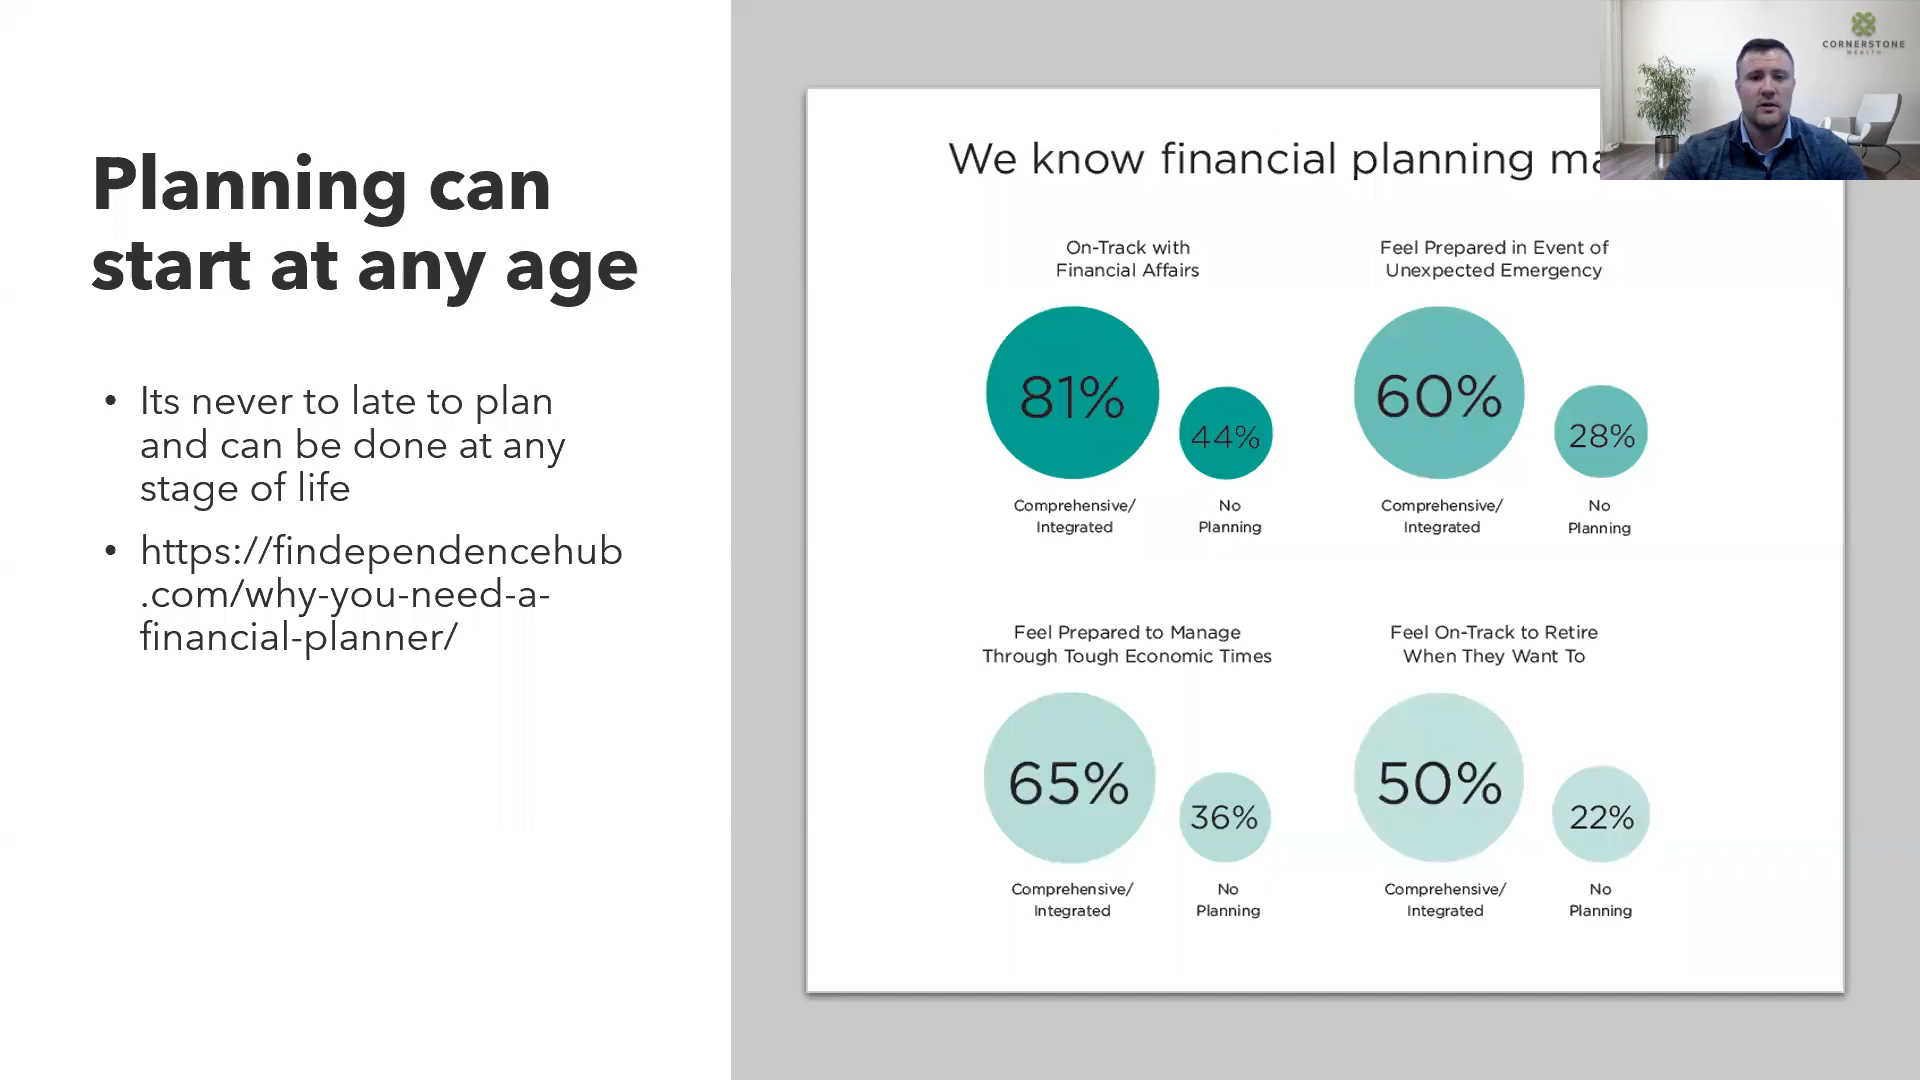 Planning can
start at any age
• Its never to late to plan
and can be done at any
stage of life
• https://findependencehub
.com/why-you-need-a-
financial-planner/
We know financial planning
On-Track with
Financial Affairs
81%
44%
Comprehensive/
Integrated
No
Planning
Feel Prepared in Event of
Unexpected Emergency
60%
28%
Comprehensive/
Integrated
No
Planning
Feel Prepared to Manage
Through Tough Economic Times
65%
36%
Comprehensive/
Integrated
No
Planning
Feel On-Track to Retire
When They Want To
50%
22%
Comprehensive/
Integrated
No
Planning
CORNERSTONE
WEALTH